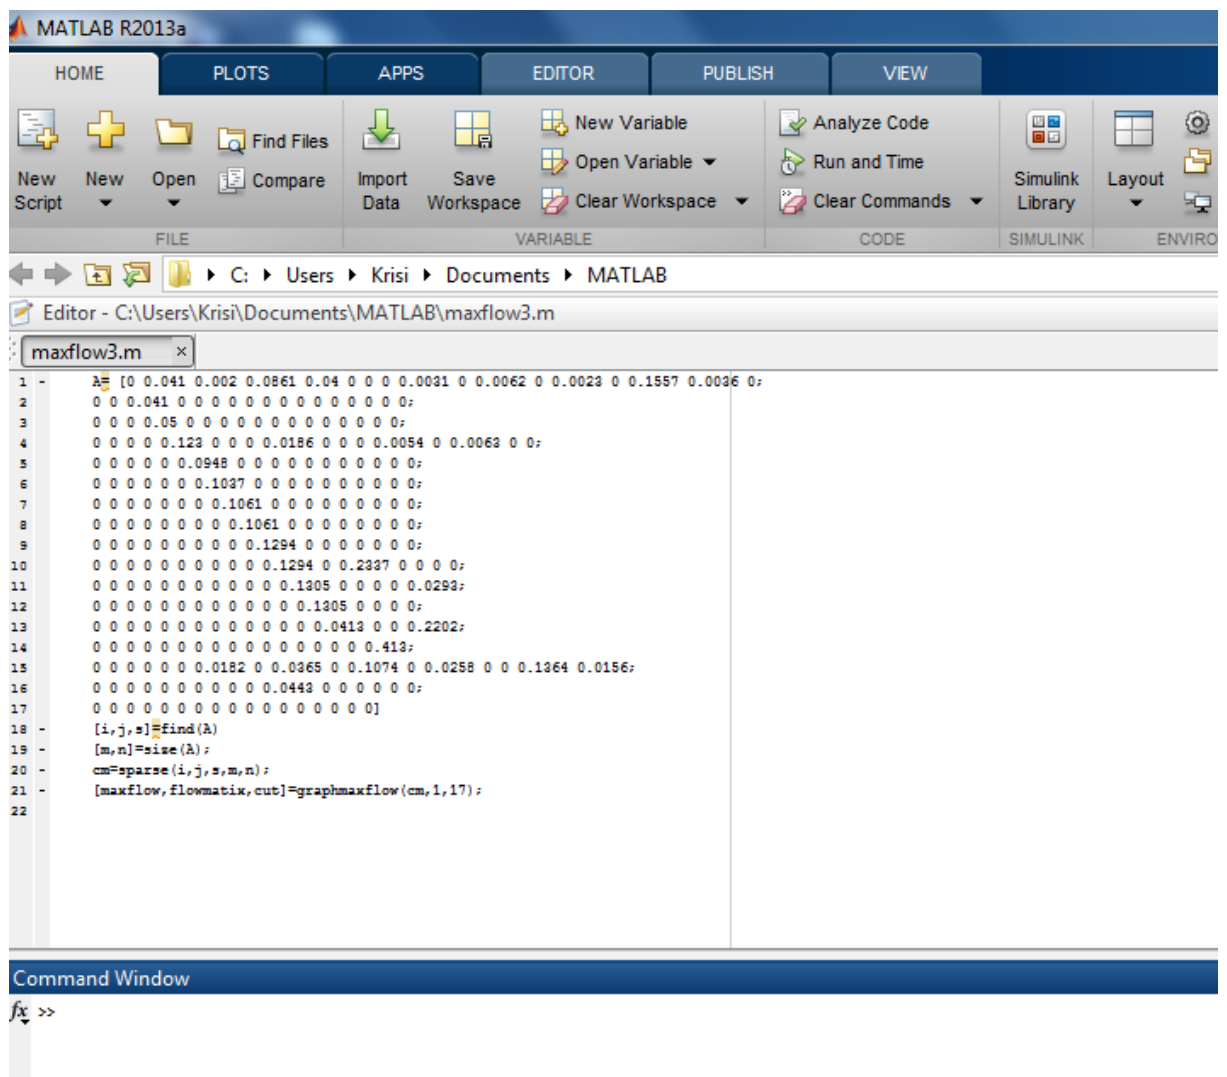 MATLAB R2013a
HOME PLOTS APPS EDITOR PUBLISH VIEW
New Script
New
Open
Find Files
Compare
Import Data
Save Workspace
New Variable
Open Variable
Clear Workspace
Analyze Code
Run and Time
Clear Commands
Simulink Library
Layout
FILE VARIABLE CODE SIMULINK ENVIRO
C: Users Krisi Documents MATLAB
Editor - C:\Users\Krisi\Documents\MATLAB\maxflow3.m
maxflow3.m ×
1 - A= [0 0.041 0.002 0.0861 0.04 0 0 0 0.0031 0 0.0062 0 0.0023 0 0.1557 0.0036 0;
2 0 0 0.041 0 0 0 0 0 0 0 0 0 0 0 0 0 0;
3 0 0 0 0.05 0 0 0 0 0 0 0 0 0 0 0 0 0;
4 0 0 0 0 0.123 0 0 0 0.0186 0 0 0 0.0054 0 0.0063 0 0;
5 0 0 0 0 0 0.0948 0 0 0 0 0 0 0 0 0 0 0;
6 0 0 0 0 0 0 0.1037 0 0 0 0 0 0 0 0 0 0;
7 0 0 0 0 0 0 0 0.1061 0 0 0 0 0 0 0 0 0;
8 0 0 0 0 0 0 0 0 0.1061 0 0 0 0 0 0 0 0;
9 0 0 0 0 0 0 0 0 0 0.1294 0 0 0 0 0 0 0;
10 0 0 0 0 0 0 0 0 0 0 0.1294 0 0.2337 0 0 0 0;
11 0 0 0 0 0 0 0 0 0 0 0 0.1305 0 0 0 0 0.0293;
12 0 0 0 0 0 0 0 0 0 0 0 0 0.1305 0 0 0 0;
13 0 0 0 0 0 0 0 0 0 0 0 0 0 0.0413 0 0 0.2202;
14 0 0 0 0 0 0 0 0 0 0 0 0 0 0 0 0 0.413;
15 0 0 0 0 0 0 0.0182 0 0.0365 0 0.1074 0 0.0258 0 0 0.1364 0.0156;
16 0 0 0 0 0 0 0 0 0 0 0.0443 0 0 0 0 0 0;
17 0 0 0 0 0 0 0 0 0 0 0 0 0 0 0 0 0]
18 - [i,j,s]=find(A)
19 - [m,n]=size(A);
20 - cm=sparse(i,j,s,m,n);
21 - [maxflow,flowmatix,cut]=graphmaxflow(cm,1,17);
22
Command Window
fx >>